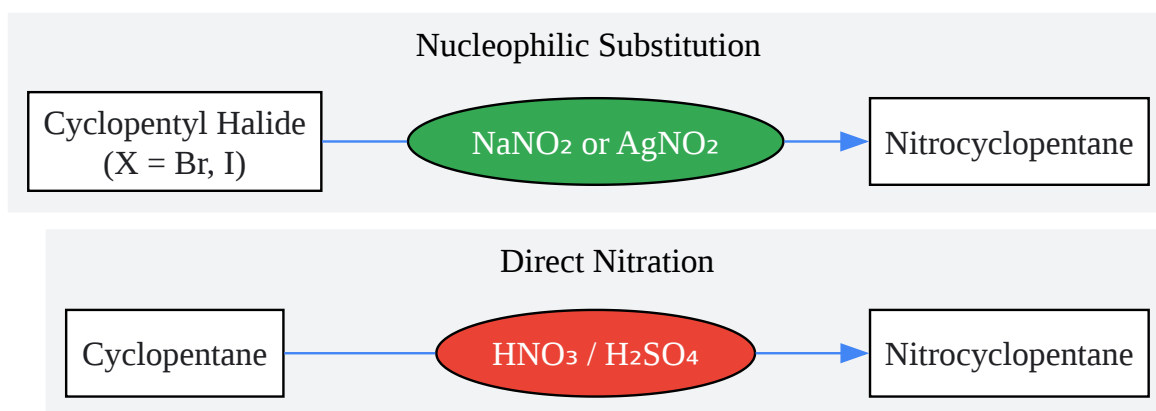 Nucleophilic Substitution
Cyclopentyl Halide
(X = Br, I)
NaNO₂ or AgNO₂
Nitrocyclopentane
Direct Nitration
Cyclopentane
HNO₃ / H₂SO₄
Nitrocyclopentane